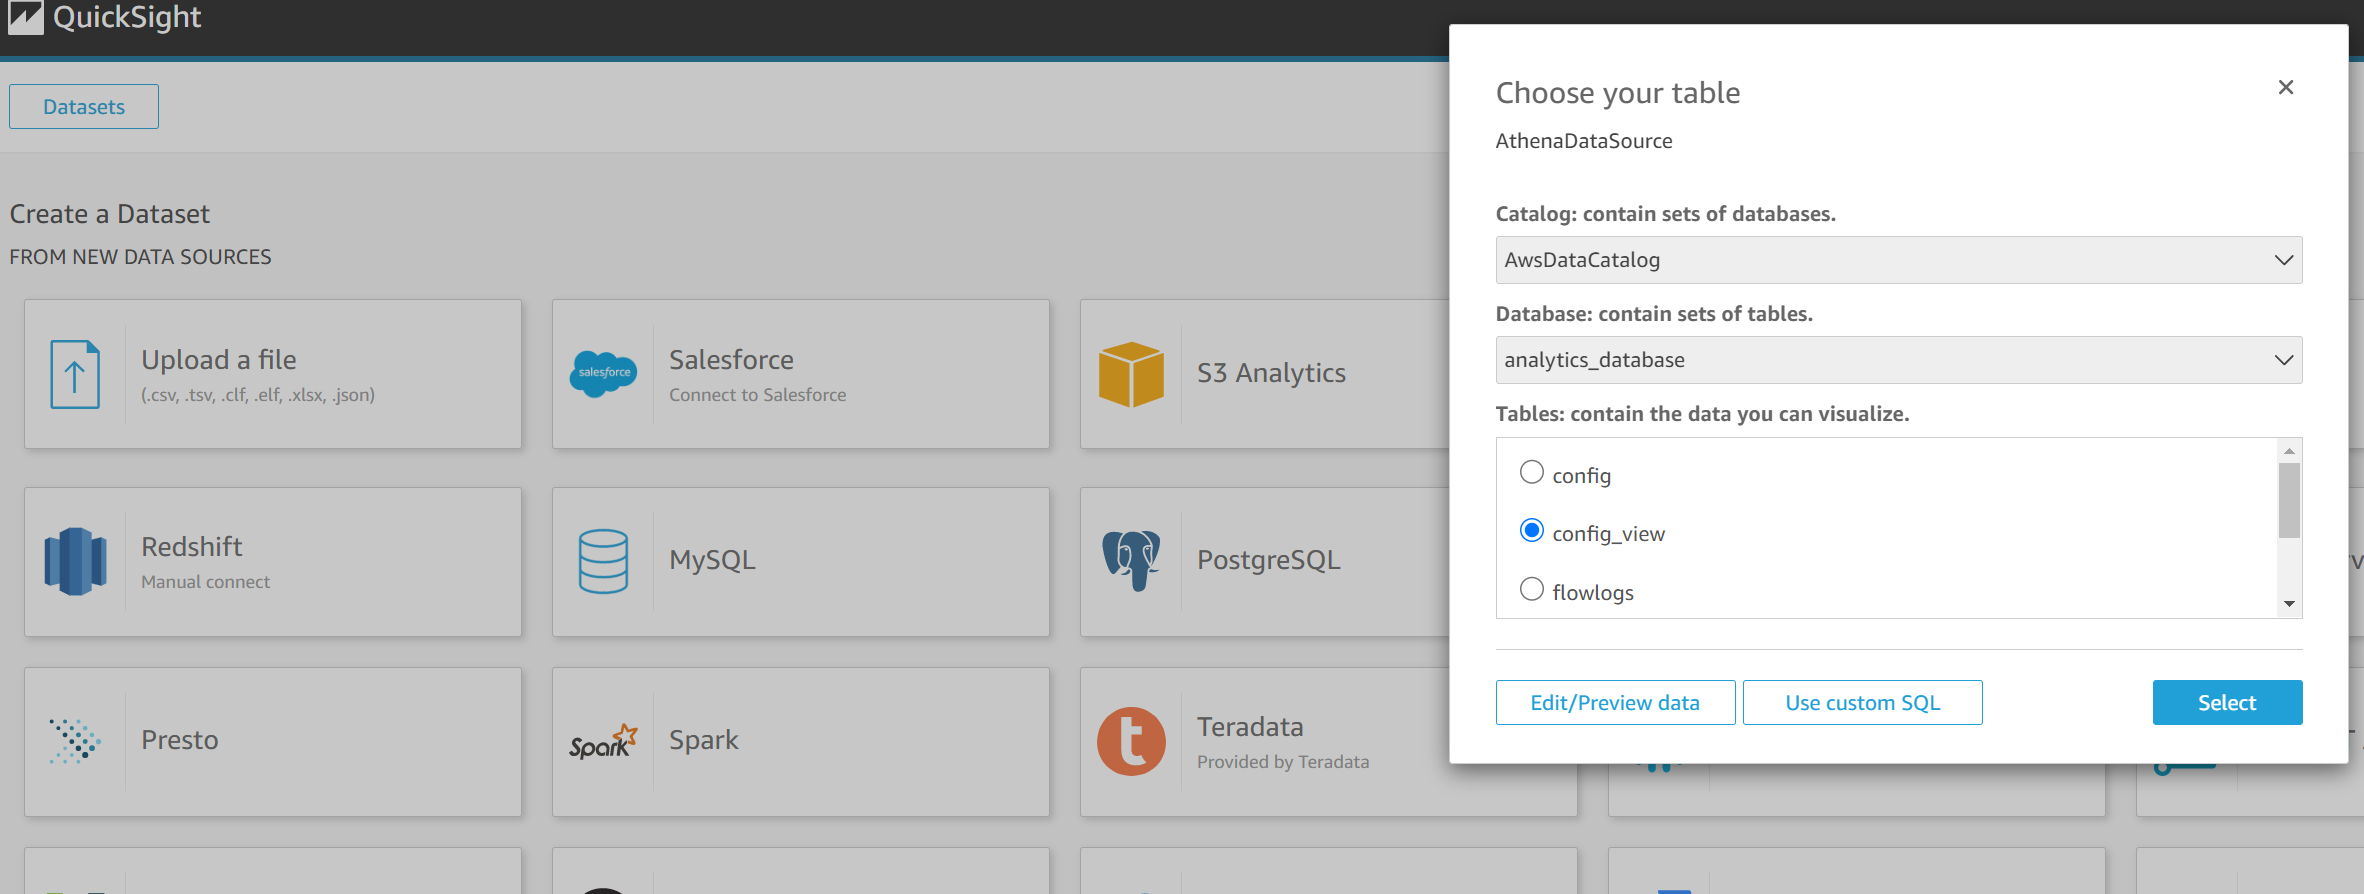 QuickSight
Datasets
Create a Dataset
FROM NEW DATA SOURCES
Upload a file
(.csv, .tsv, .clf, .elf, .xlsx, .json)
Salesforce
Connect to Salesforce
salesforce
S3 Analytics
Redshift
Manual connect
MySQL
PostgreSQL
Presto
Spark
Spark
Teradata
Provided by Teradata
t
Choose your table
AthenaDataSource
Catalog: contain sets of databases.
AwsDataCatalog
Database: contain sets of tables.
analytics_database
Tables: contain the data you can visualize.
config
config_view
flowlogs
Edit/Preview data
Use custom SQL
Select